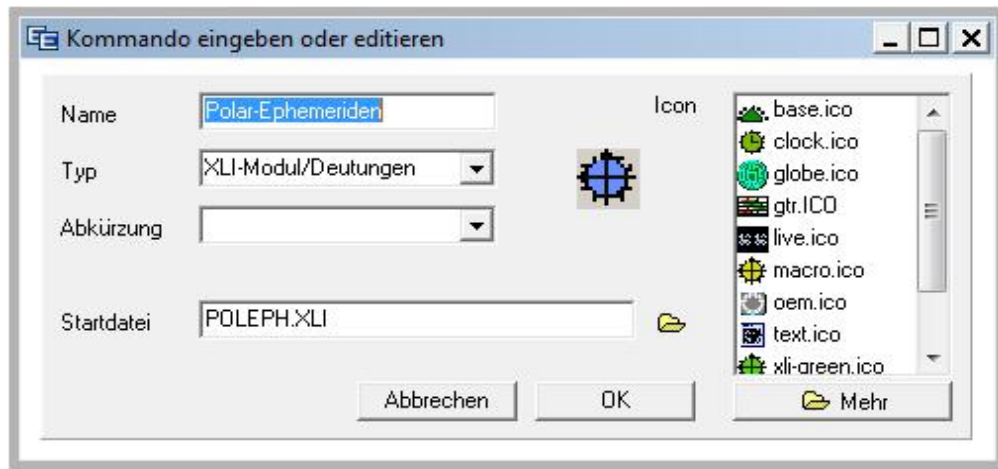 Kommando eingeben oder editieren
Name
Polar-Ephemeriden
Icon
Typ
XLI-Modul/Deutungen
Abkürzung
Startdatei
POLEPH.XLI
base.ico
clock.ico
globe.ico
gtr.ICO
live.ico
macro.ico
oem.ico
text.ico
xli-green.ico
Abbrechen
OK
Mehr